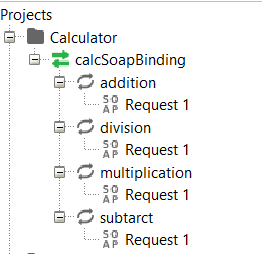 Projects
Calculator
calcSoapBinding
addition
SOAP Request 1
division
SOAP Request 1
multiplication
SOAP Request 1
subtarct
SOAP Request 1